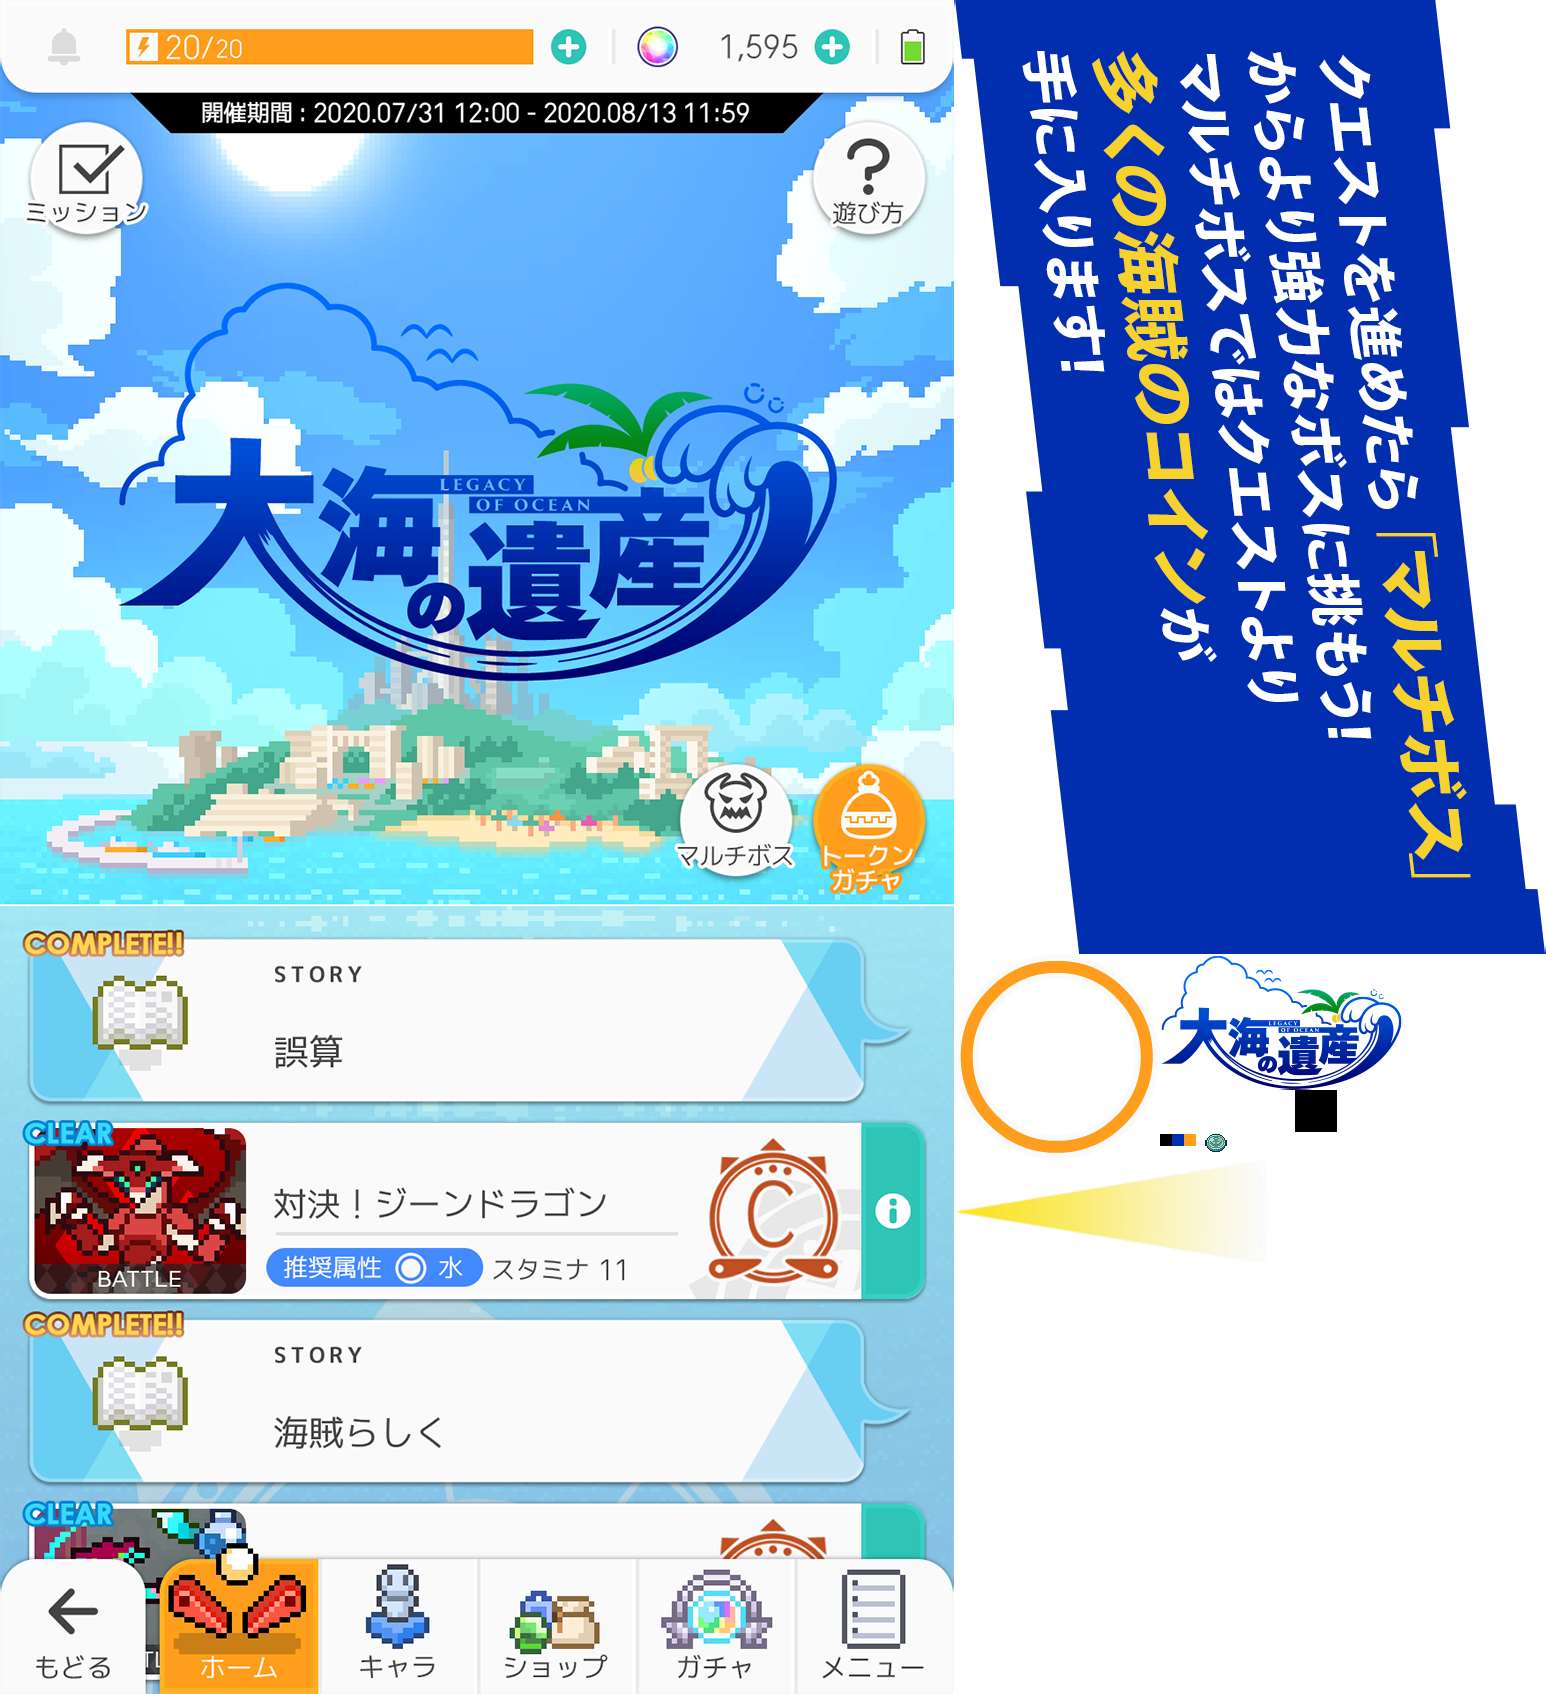 20/20
1,595
開催期間 : 2020.07/31 12:00 - 2020.08/13 11:59
ミッション
遊び方
LEGACY
OF OCEAN
大海の遺産
マルチボス
トークン
ガチャ
COMPLETE!!
STORY
誤算
CLEAR
BATTLE
対決！ジーンドラゴン
推奨属性 水 スタミナ 11
C
COMPLETE!!
STORY
海賊らしく
CLEAR
もどる
ホーム
キャラ
ショップ
ガチャ
メニュー
クエストを進めたら「マルチボス」
からより強力なボスに挑もう!
マルチボスではクエストより
多くの海賊のコインが
手に入ります!
LEGACY
OF OCEAN
大海の遺産